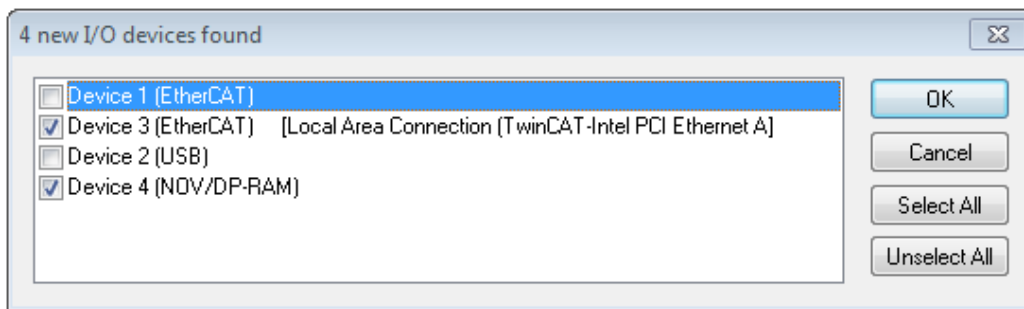 4 new I/O devices found
Device 1 (EtherCAT)
Device 3 (EtherCAT) [Local Area Connection (TwinCAT-Intel PCI Ethernet A]
Device 2 (USB)
Device 4 (NOV/DP-RAM)
OK
Cancel
Select All
Unselect All